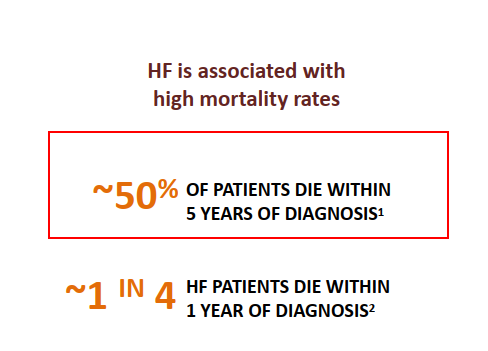 HF is associated with
high mortality rates
~50% OF PATIENTS DIE WITHIN
5 YEARS OF DIAGNOSIS¹
~1 IN 4 HF PATIENTS DIE WITHIN
1 YEAR OF DIAGNOSIS²